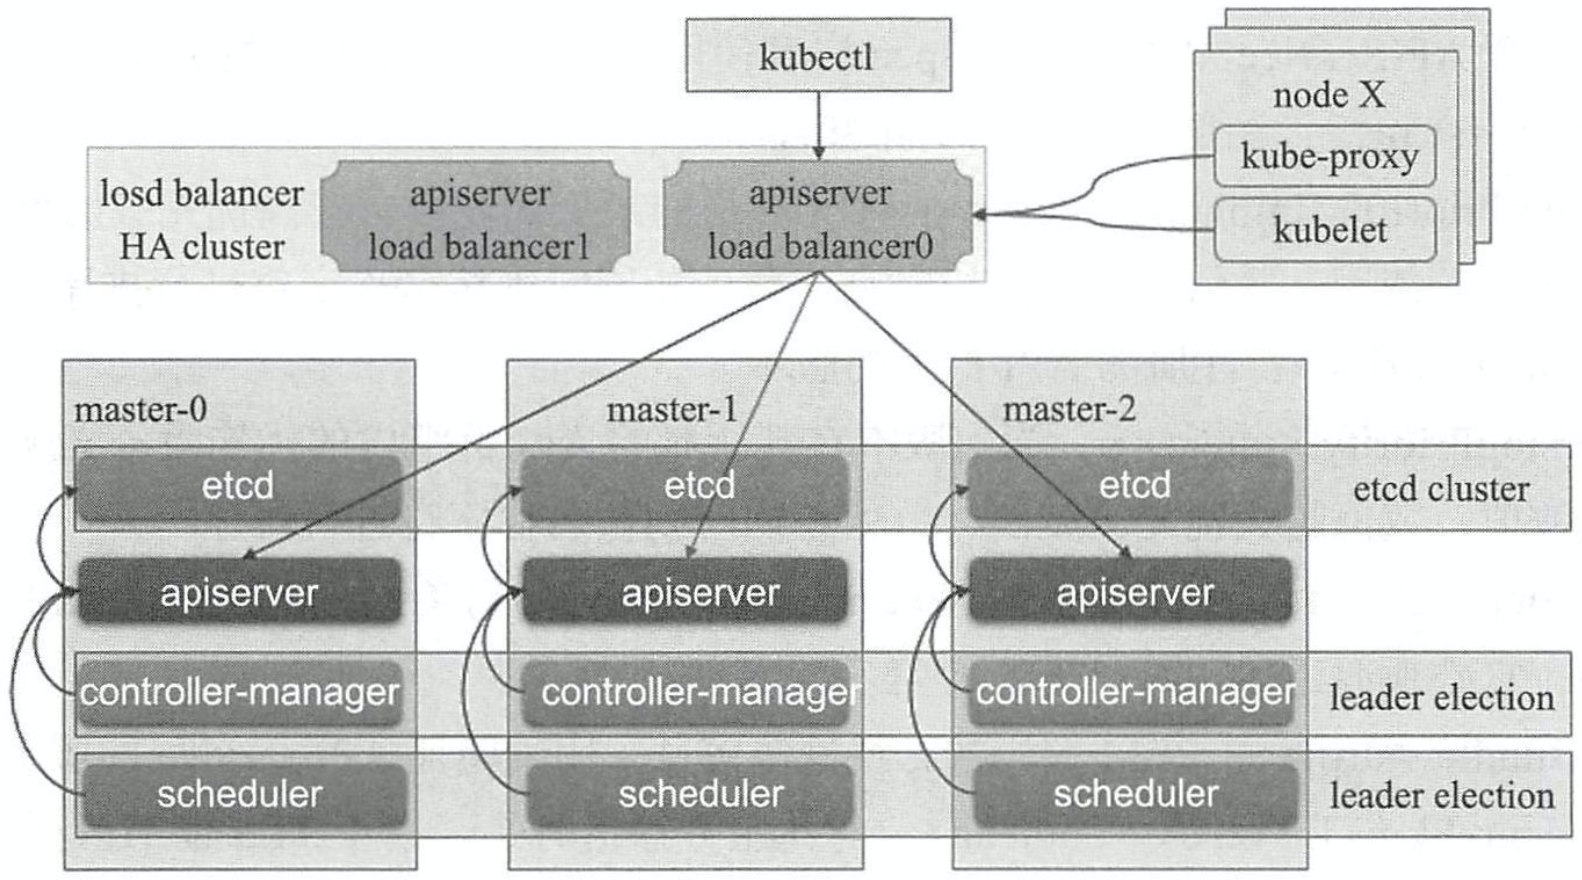 kubectl
node X
kube-proxy
kubelet
losd balancer
HA cluster
apiserver
load balancer1
apiserver
load balancer0
master-0
master-1
master-2
etcd
etcd
etcd
etcd cluster
apiserver
apiserver
apiserver
controller-manager
controller-manager
controller-manager
leader election
scheduler
scheduler
scheduler
leader election